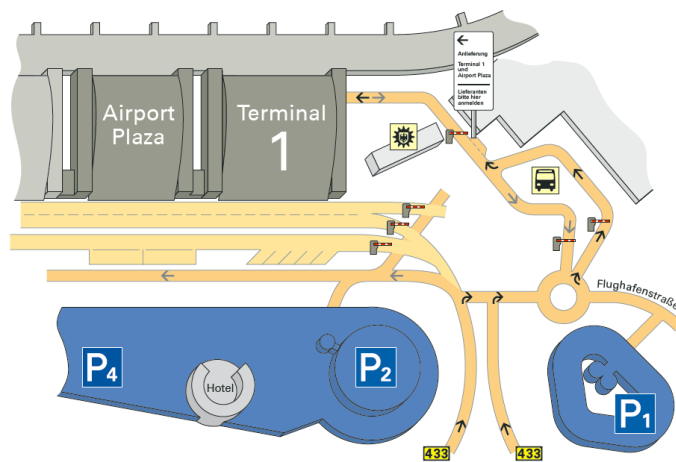 Anlieferung
Terminal 1
und
Airport Plaza
Lieferanten
bitte hier
anmelden
Airport
Plaza
Terminal
1
Flughafenstraße
P4
Hotel
P2
P1
433
433